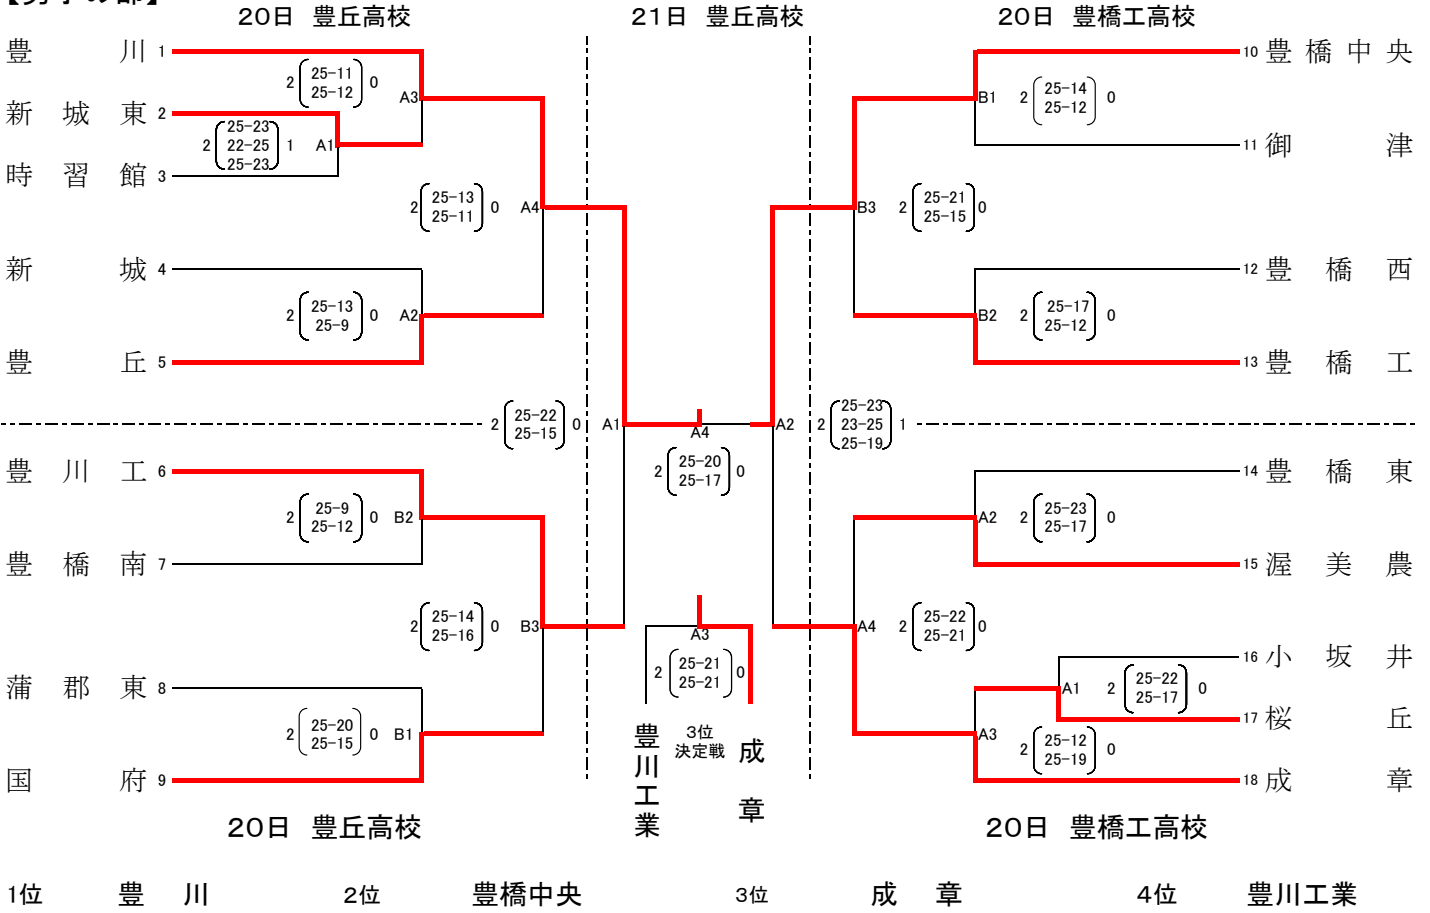 20日 豊丘高校
21日 豊丘高校
20日 豊橋工高校
豊川 1
新城東 2
時習館 3
新城 4
豊丘 5
豊川工 6
豊橋南 7
蒲郡東 8
国府 9
2 25-11 25-12 0 A3
2 25-23 22-25 25-23 1 A1
2 25-13 25-11 0 A4
2 25-13 25-9 0 A2
2 25-22 25-15 0 A1
2 25-9 25-12 0 B2
2 25-14 25-16 0 B3
2 25-20 25-15 0 B1
A4
2 25-20 25-17 0
A3
2 25-21 25-21 0
豊川工業
3位
決定戦
成章
10 豊橋中央
11 御津
12 豊橋西
13 豊橋工
14 豊橋東
15 渥美農
16 小坂井
17 桜丘
18 成章
B1 2 25-14 25-12 0
B3 2 25-21 25-15 0
B2 2 25-17 25-12 0
A2 2 25-23 23-25 25-19 1
A2 2 25-23 25-17 0
A4 2 25-22 25-21 0
A1 2 25-22 25-17 0
A3 2 25-12 25-19 0
20日 豊丘高校
20日 豊橋工高校
1位 豊川 2位 豊橋中央 3位 成章 4位 豊川工業